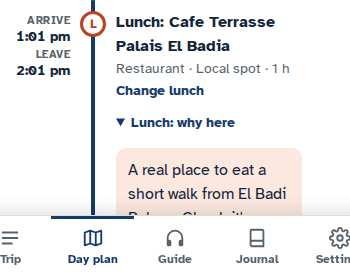 ARRIVE
1:01 pm
LEAVE
2:01 pm
L
Lunch: Cafe Terrasse
Palais El Badia
Restaurant · Local spot · 1 h
Change lunch
▼ Lunch: why here
A real place to eat a
short walk from El Badi
Trip
Day plan
Guide
Journal
Settin